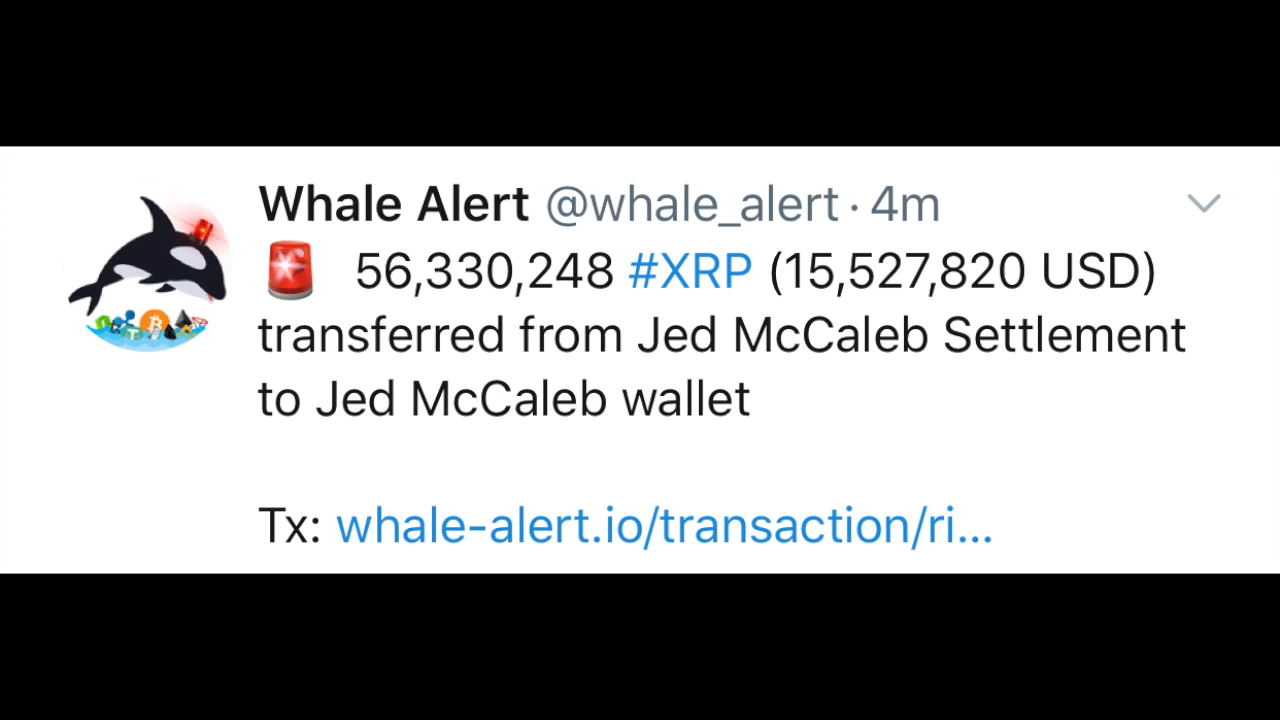 Whale Alert @whale_alert · 4m
🚨 56,330,248 #XRP (15,527,820 USD)
transferred from Jed McCaleb Settlement
to Jed McCaleb wallet
Tx: whale-alert.io/transaction/ri...